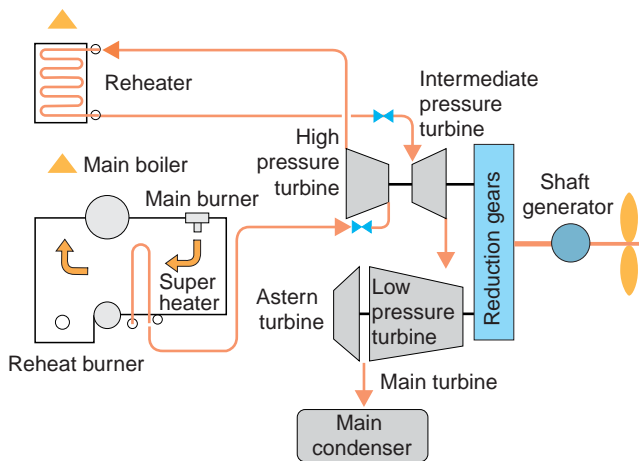 Reheater
Intermediate
pressure
turbine
High
pressure
turbine
Main boiler
Main burner
Super
heater
Reheat burner
Astern
turbine
Low
pressure
turbine
Reduction gears
Shaft
generator
Main turbine
Main
condenser